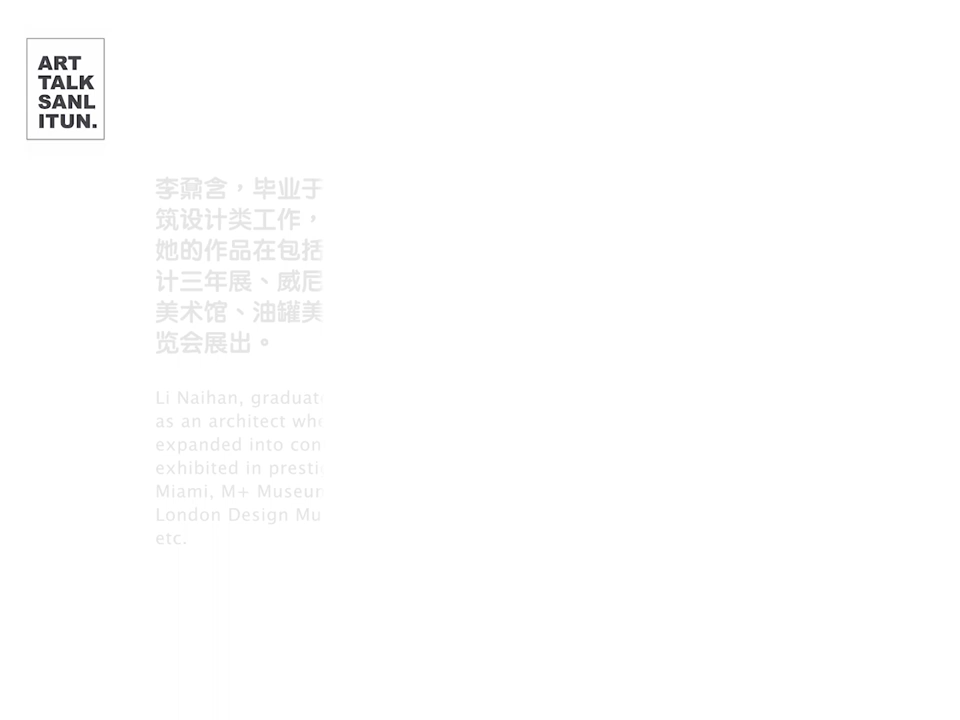 ART
TALK
SANL
ITUN.
李鼐含，毕业于
筑设计类工作，
她的作品在包括
计三年展、威尼
美术馆、油罐美
览会展出。
Li Naihan, graduat
as an architect wh
expanded into con
exhibited in presti
Miami, M+ Museu
London Design Mu
etc.